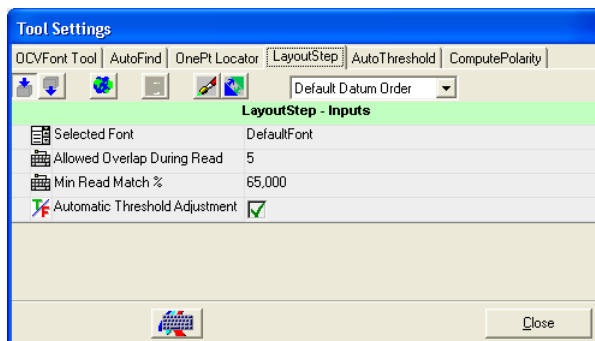 Tool Settings
OCVFont Tool AutoFind OnePt Locator LayoutStep AutoThreshold ComputePolarity
Default Datum Order
LayoutStep - Inputs
Selected Font DefaultFont
Allowed Overlap During Read 5
Min Read Match % 65,000
T/F Automatic Threshold Adjustment
Close